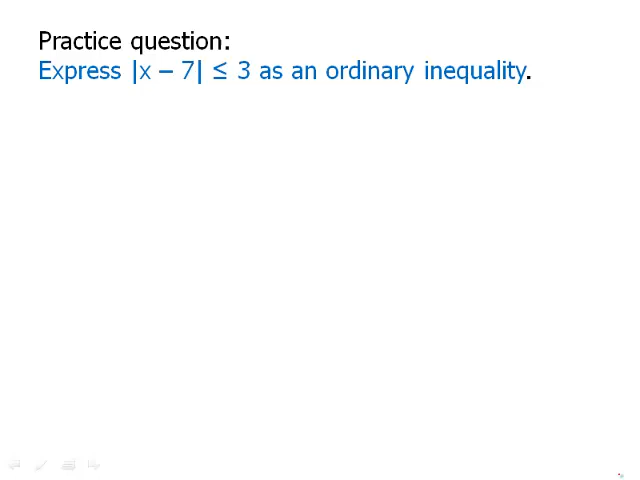 Practice question:
Express |x – 7| ≤ 3 as an ordinary inequality.